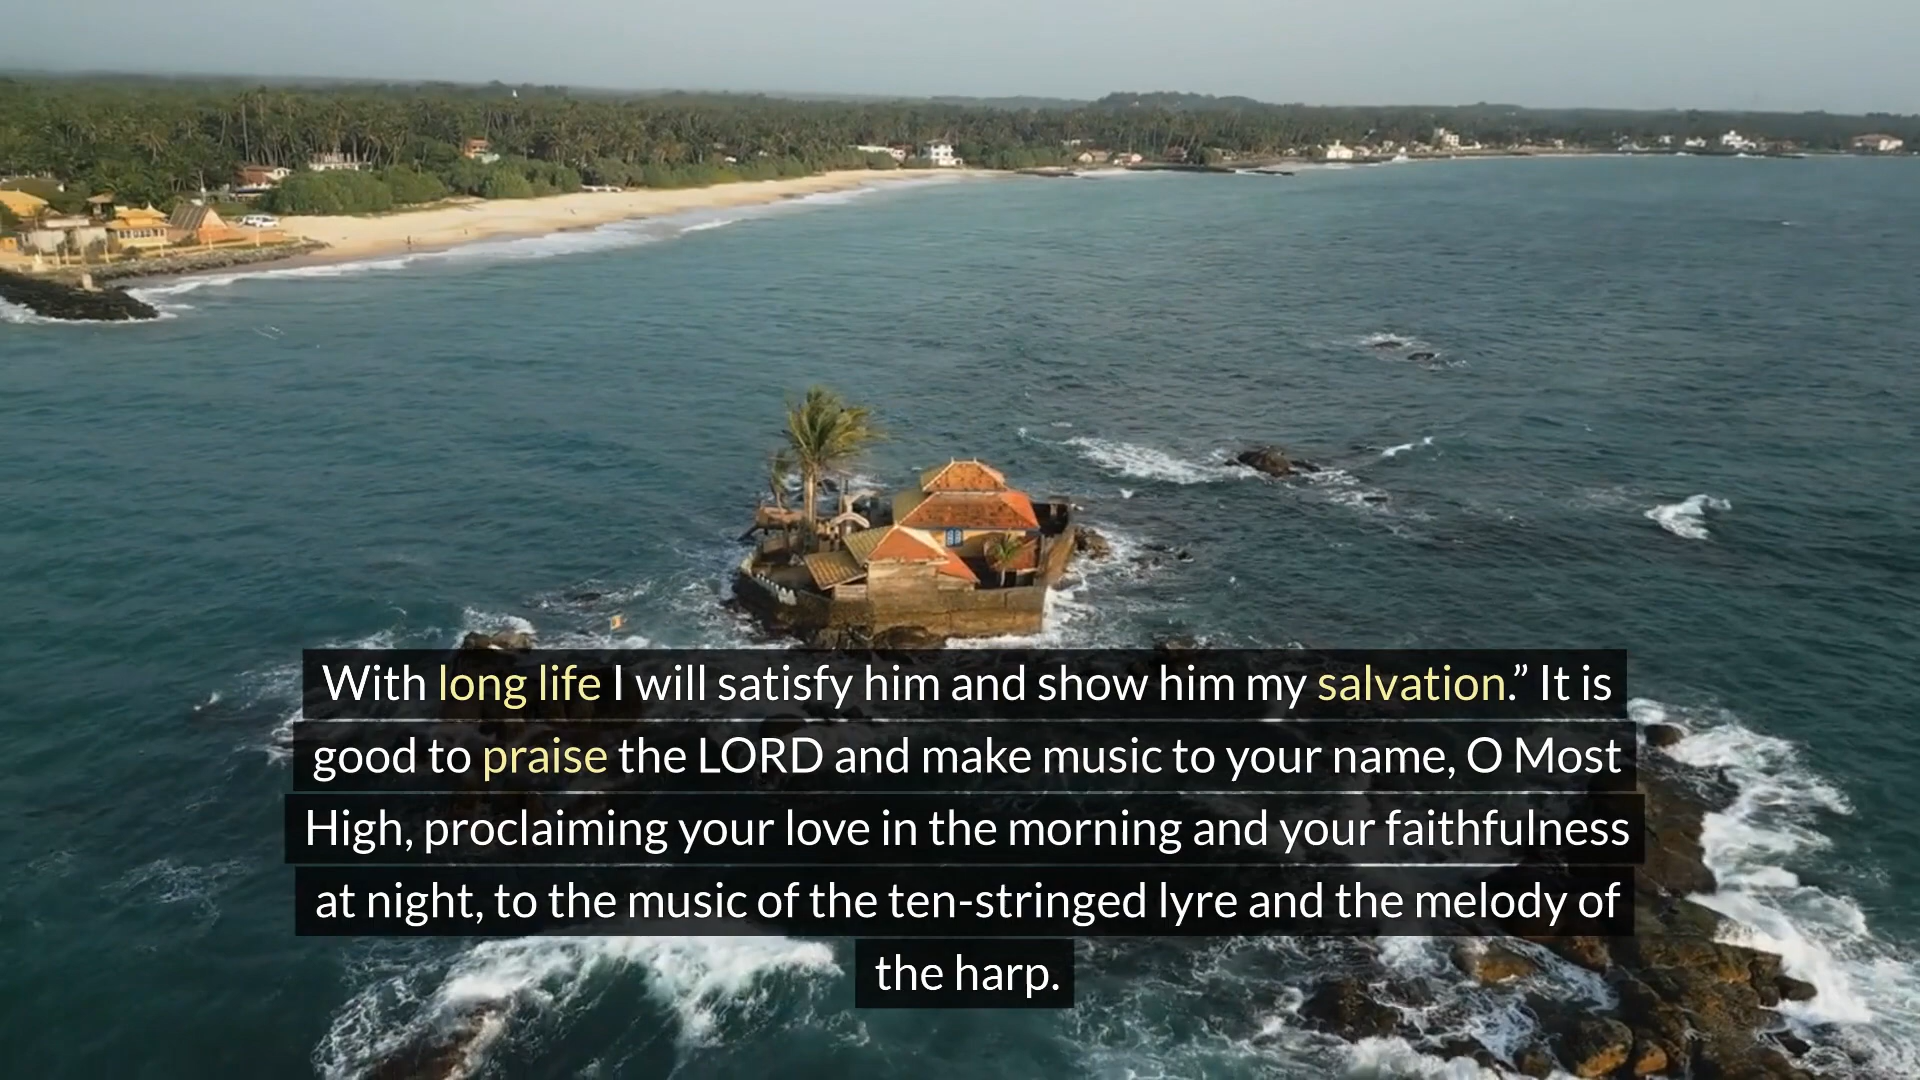 With long life I will satisfy him and show him my salvation.” It is
good to praise the LORD and make music to your name, O Most
High, proclaiming your love in the morning and your faithfulness
at night, to the music of the ten-stringed lyre and the melody of
the harp.